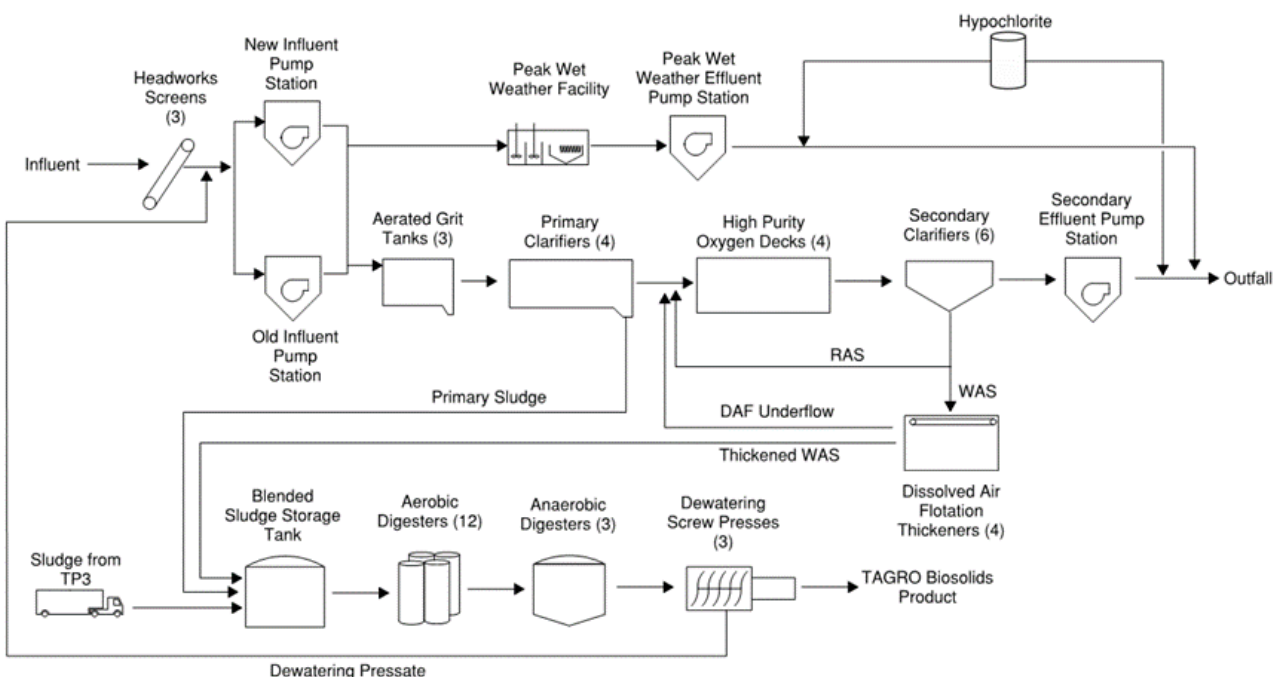 Hypochlorite
New Influent
Pump
Station
Headworks
Screens
(3)
Peak Wet
Weather Facility
Peak Wet
Weather Effluent
Pump Station
Influent
Aerated Grit
Tanks (3)
Primary
Clarifiers (4)
High Purity
Oxygen Decks (4)
Secondary
Clarifiers (6)
Secondary
Effluent Pump
Station
Outfall
Old Influent
Pump
Station
RAS
WAS
Primary Sludge
DAF Underflow
Thickened WAS
Dissolved Air
Flotation
Thickeners (4)
Blended
Sludge Storage
Tank
Aerobic
Digesters (12)
Anaerobic
Digesters (3)
Dewatering
Screw Presses
(3)
Sludge from
TP3
TAGRO Biosolids
Product
Dewatering Pressate